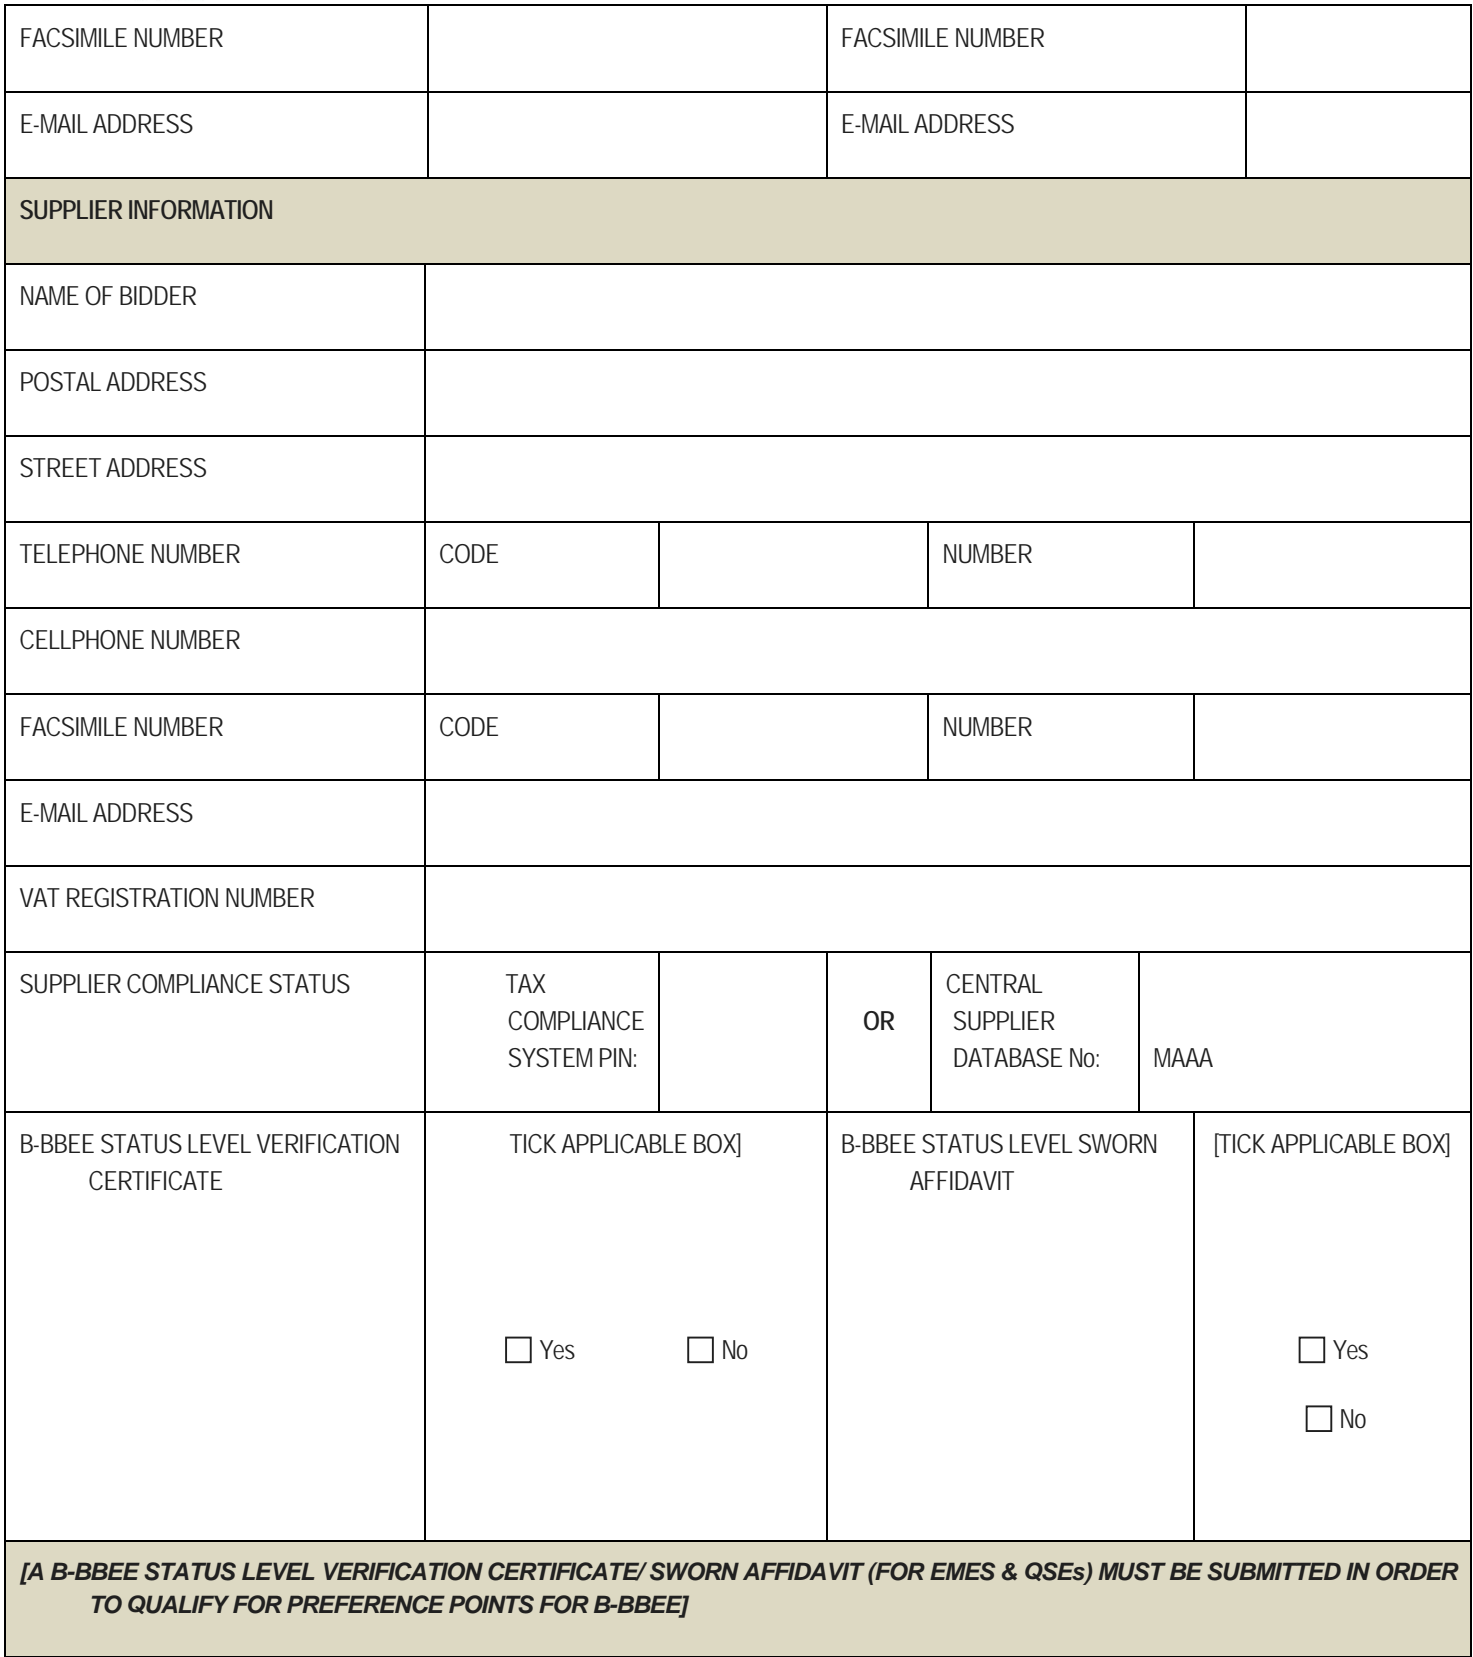 FACSIMILE NUMBER FACSIMILE NUMBER
E-MAIL ADDRESS E-MAIL ADDRESS
SUPPLIER INFORMATION
NAME OF BIDDER
POSTAL ADDRESS
STREET ADDRESS
TELEPHONE NUMBER CODE NUMBER
CELLPHONE NUMBER
FACSIMILE NUMBER CODE NUMBER
E-MAIL ADDRESS
VAT REGISTRATION NUMBER
SUPPLIER COMPLIANCE STATUS
TAX
COMPLIANCE
SYSTEM PIN:
OR
CENTRAL
SUPPLIER
DATABASE No:
MAAA
B-BBEE STATUS LEVEL VERIFICATION
CERTIFICATE
TICK APPLICABLE BOX]
Yes No
B-BBEE STATUS LEVEL SWORN
AFFIDAVIT
[TICK APPLICABLE BOX]
Yes
No
[A B-BBEE STATUS LEVEL VERIFICATION CERTIFICATE/ SWORN AFFIDAVIT (FOR EMES & QSEs) MUST BE SUBMITTED IN ORDER
TO QUALIFY FOR PREFERENCE POINTS FOR B-BBEE]